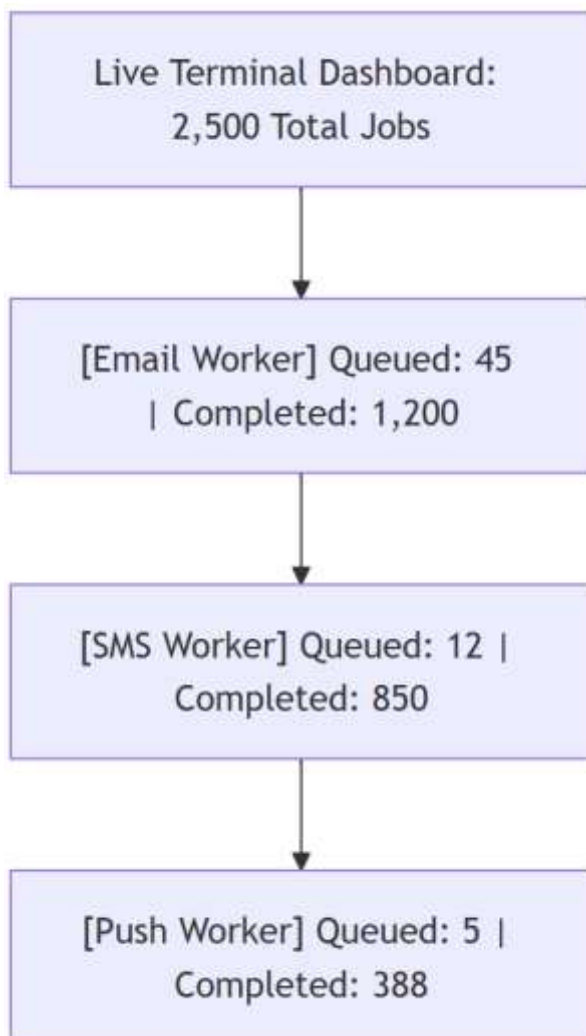 Live Terminal Dashboard:
2,500 Total Jobs
[Email Worker] Queued: 45
| Completed: 1,200
[SMS Worker] Queued: 12 |
Completed: 850
[Push Worker] Queued: 5 |
Completed: 388